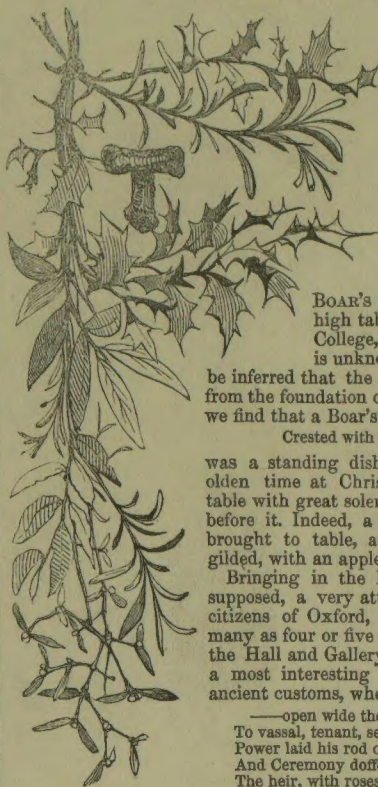 BOAR'S
high tab
College,
is unkno
be inferred that the
from the foundation o
we find that a Boar's
Crested with
was a standing dish
olden time at Chris
table with great soler
before it. Indeed, a
brought to table, a
gilded, with an apple
Bringing in the
supposed, a very at
citizens of Oxford,
many as four or five
the Hall and Gallery
a most interesting
ancient customs, whe
——open wide the
To vassal, tenant, se
Power laid his rod o
And Ceremony doff
The heir, with roses